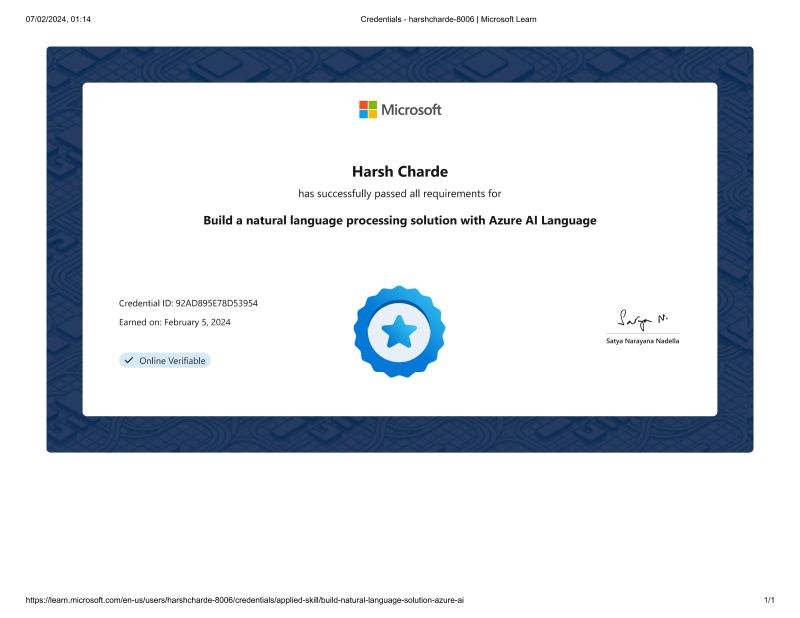 07/02/2024, 01:14 Credentials - harshcharde-8006 | Microsoft Learn
Microsoft
Harsh Charde
has successfully passed all requirements for
Build a natural language processing solution with Azure AI Language
Credential ID: 92AD895E78D53954
Earned on: February 5, 2024
Online Verifiable
Satya N.
Satya Narayana Nadella
https://learn.microsoft.com/en-us/users/harshcharde-8006/credentials/applied-skill/build-natural-language-solution-azure-ai 1/1